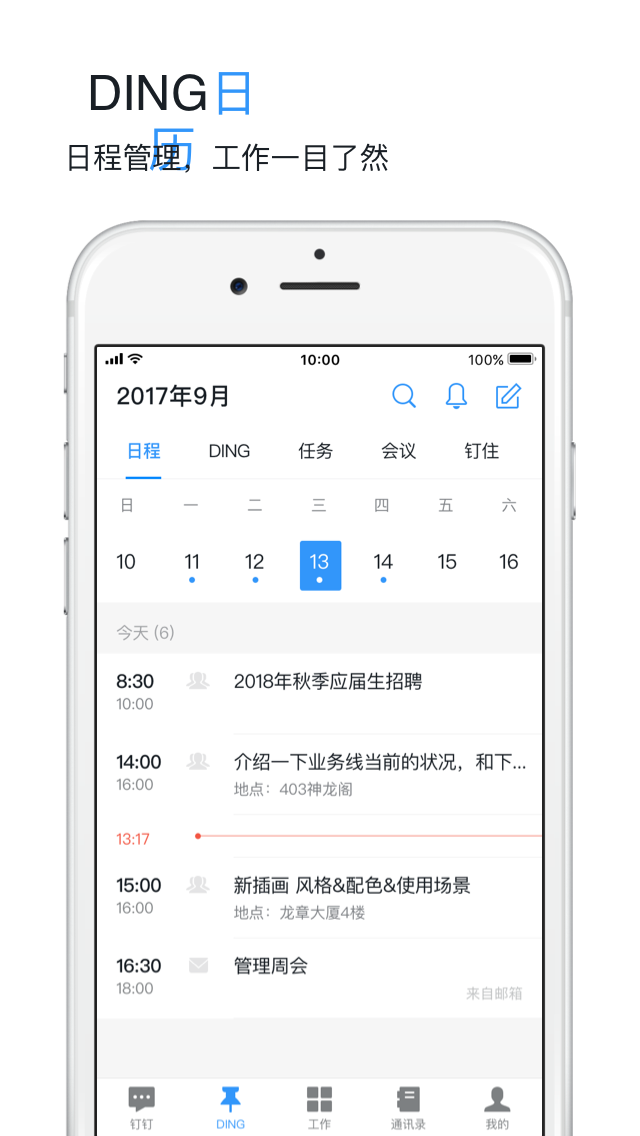 DING日
历
日程管理，工作一目了然
10:00 100%
2017年9月
日程 DING 任务 会议 钉住
日 一 二 三 四 五 六
10 11 12 13 14 15 16
今天 (6)
8:30 2018年秋季应届生招聘
10:00
14:00 介绍一下业务线当前的状况，和下...
16:00 地点：403神龙阁
13:17
15:00 新插画 风格&配色&使用场景
16:00 地点：龙章大厦4楼
16:30 管理周会
18:00 来自邮箱
钉钉 DING 工作 通讯录 我的